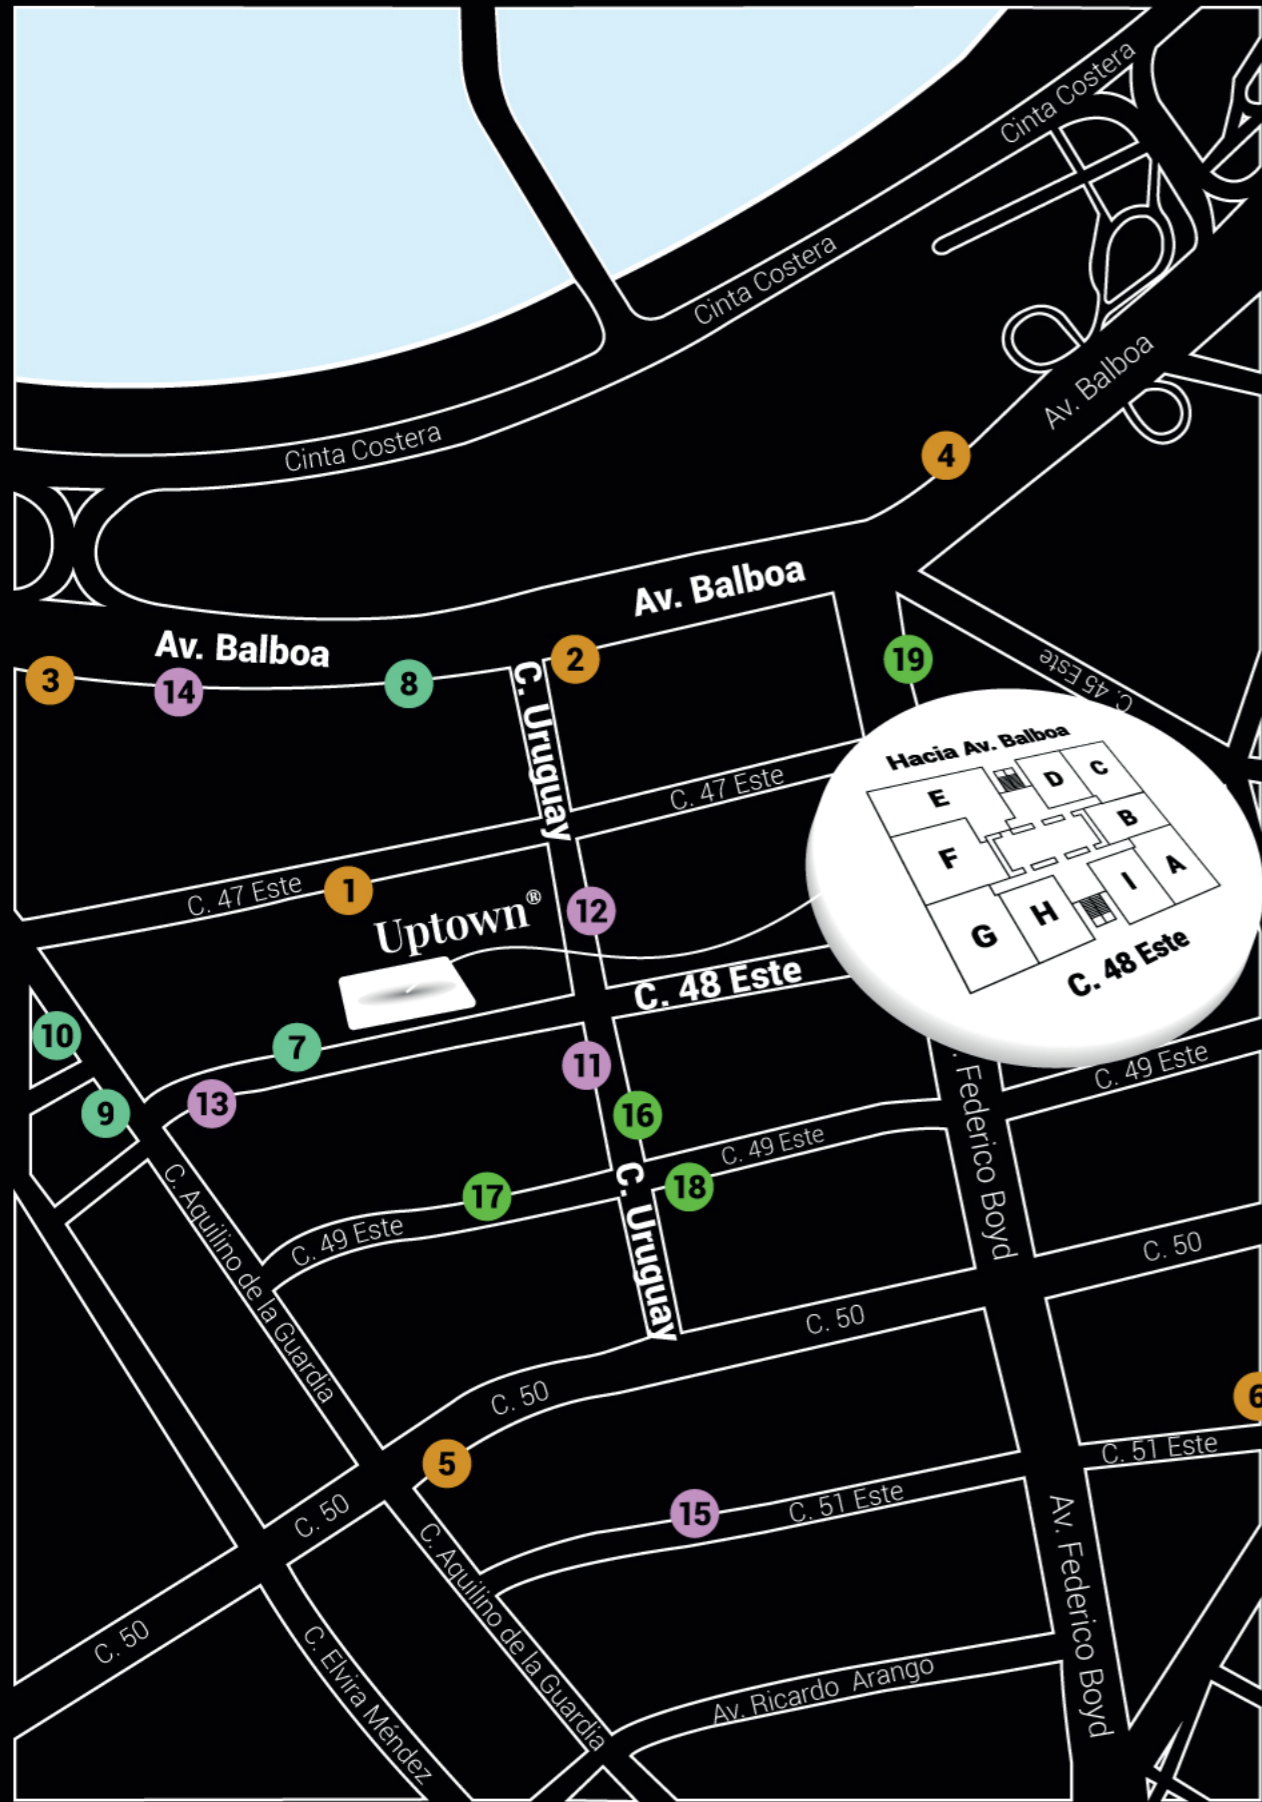 Cinta Costera
Cinta Costera
Cinta Costera
Av. Balboa
4
Av. Balboa
Av. Balboa
3
14
8
2
19
C. 45 Este
C. Uruguay
C. 47 Este
C. 47 Este
1
Uptown®
12
C. 48 Este
Hacia Av. Balboa
E
D
C
F
B
G
H
I
A
C. 48 Este
10
7
9
13
11
16
C. 49 Este
C. 49 Este
17
18
C. 49 Este
. Federico Boyd
C. Aquilino de la Guardia
C. Uruguay
C. 50
C. 50
C. 50
5
6
C. 51 Este
15
C. 51 Este
C. 50
C. Aquilino de la Guardia
Av. Federico Boyd
C. 50
C. Elvira Méndez
Av. Ricardo Arango